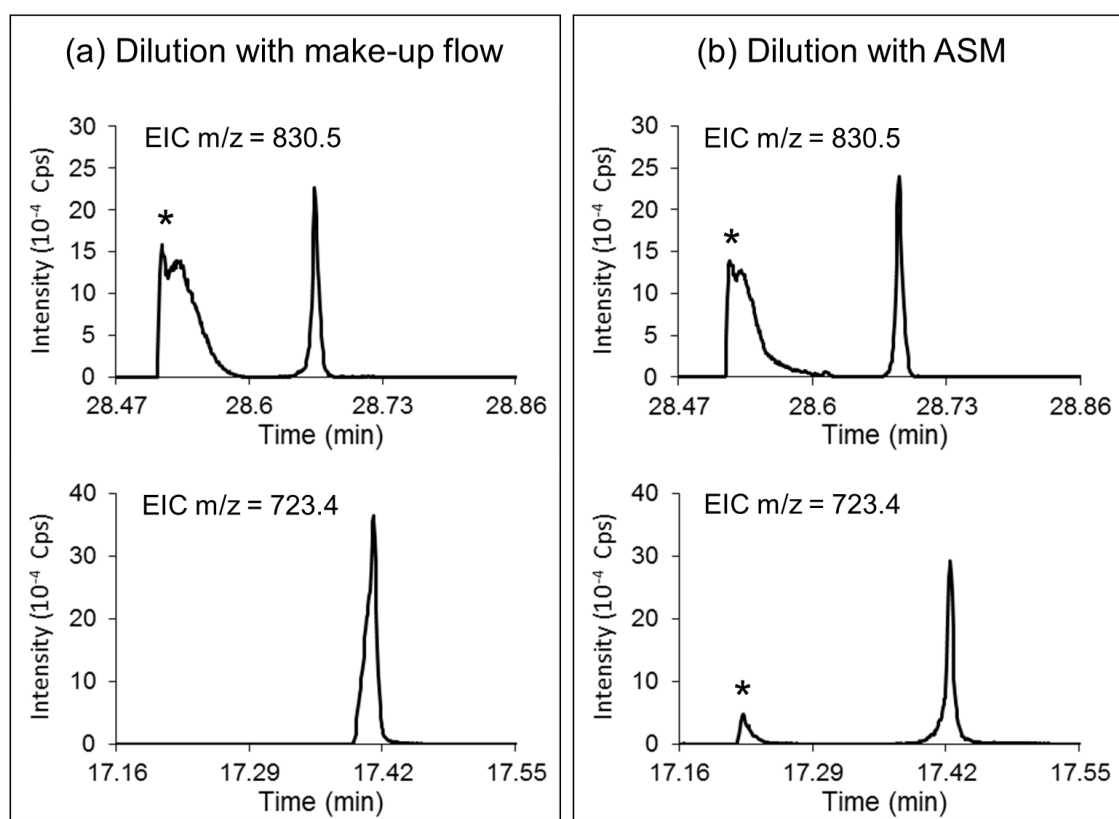 (a) Dilution with make-up flow
EIC m/z = 830.5
*
Intensity (10⁻⁴ Cps)
30
25
20
15
10
5
0
28.47 28.6 28.73 28.86
Time (min)
EIC m/z = 723.4
Intensity (10⁻⁴ Cps)
40
30
20
10
0
17.16 17.29 17.42 17.55
Time (min)
(b) Dilution with ASM
EIC m/z = 830.5
*
Intensity (10⁻⁴ Cps)
30
25
20
15
10
5
0
28.47 28.6 28.73 28.86
Time (min)
EIC m/z = 723.4
*
Intensity (10⁻⁴ Cps)
40
30
20
10
0
17.16 17.29 17.42 17.55
Time (min)